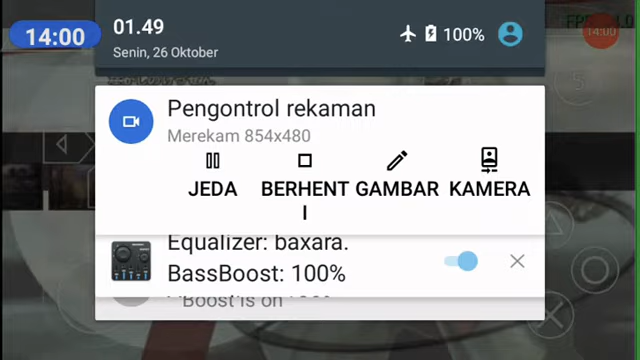 14:00
01.49
100%
Senin, 26 Oktober
14:00
Pengontrol rekaman
Merekam 854x480
JEDA
BERHENTI
GAMBAR
KAMERA
Equalizer: baxara.
BassBoost: 100%